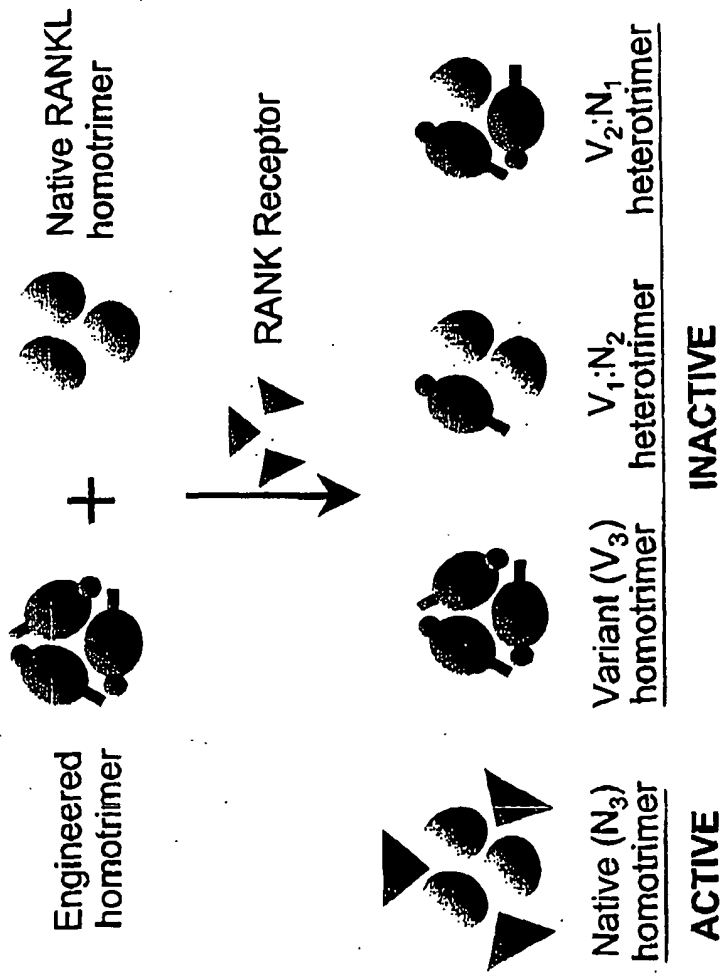 Engineered
homotrimer
+
Native RANKL
homotrimer
RANK Receptor
Native (N3)
homotrimer
Variant (V3)
homotrimer
V1:N2
heterotrimer
V2:N1
heterotrimer
ACTIVE
INACTIVE